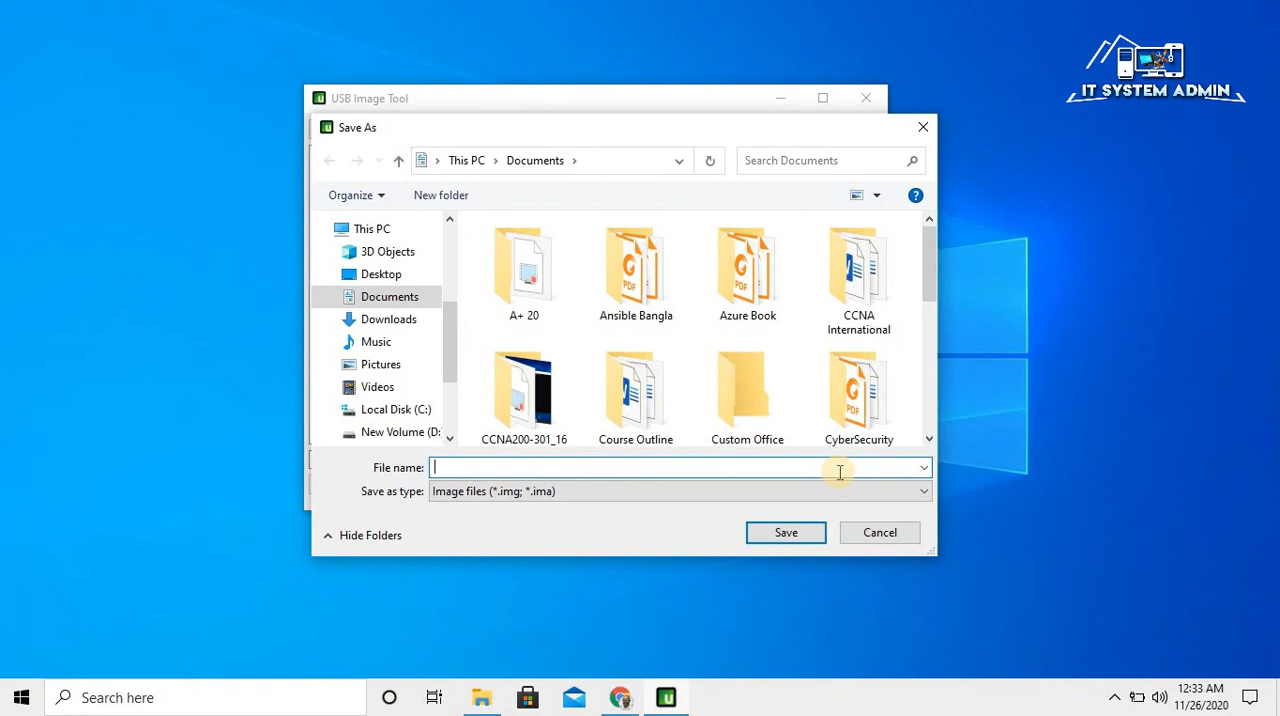 IT SYSTEM ADMIN
USB Image Tool
Save As
This PC
Documents
Search Documents
Organize
New folder
This PC
3D Objects
Desktop
Documents
Downloads
Music
Pictures
Videos
Local Disk (C:)
New Volume (D:
A+ 20
Ansible Bangla
Azure Book
CCNA
International
CCNA200-301_16
Course Outline
Custom Office
CyberSecurity
PDF
PDF
PDF
File name:
Save as type:
Image files (*.img; *.ima)
Hide Folders
Save
Cancel
Search here
12:33 AM
11/26/2020